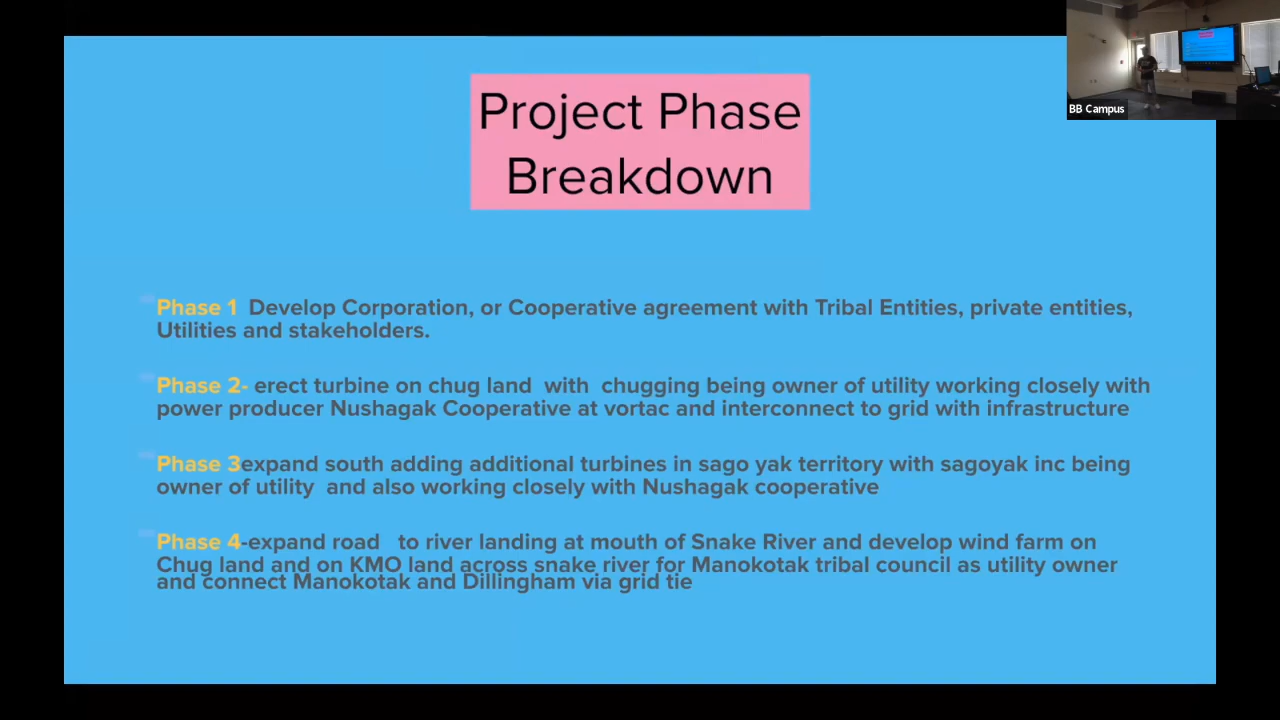 Project Phase
Breakdown
BB Campus
Phase 1 Develop Corporation, or Cooperative agreement with Tribal Entities, private entities,
Utilities and stakeholders.
Phase 2- erect turbine on chug land with chugging being owner of utility working closely with
power producer Nushagak Cooperative at vortac and interconnect to grid with infrastructure
Phase 3expand south adding additional turbines in sago yak territory with sagoyak inc being
owner of utility and also working closely with Nushagak cooperative
Phase 4-expand road to river landing at mouth of Snake River and develop wind farm on
Chug land and on KMO land across snake river for Manokotak tribal council as utility owner
and connect Manokotak and Dillingham via grid tie